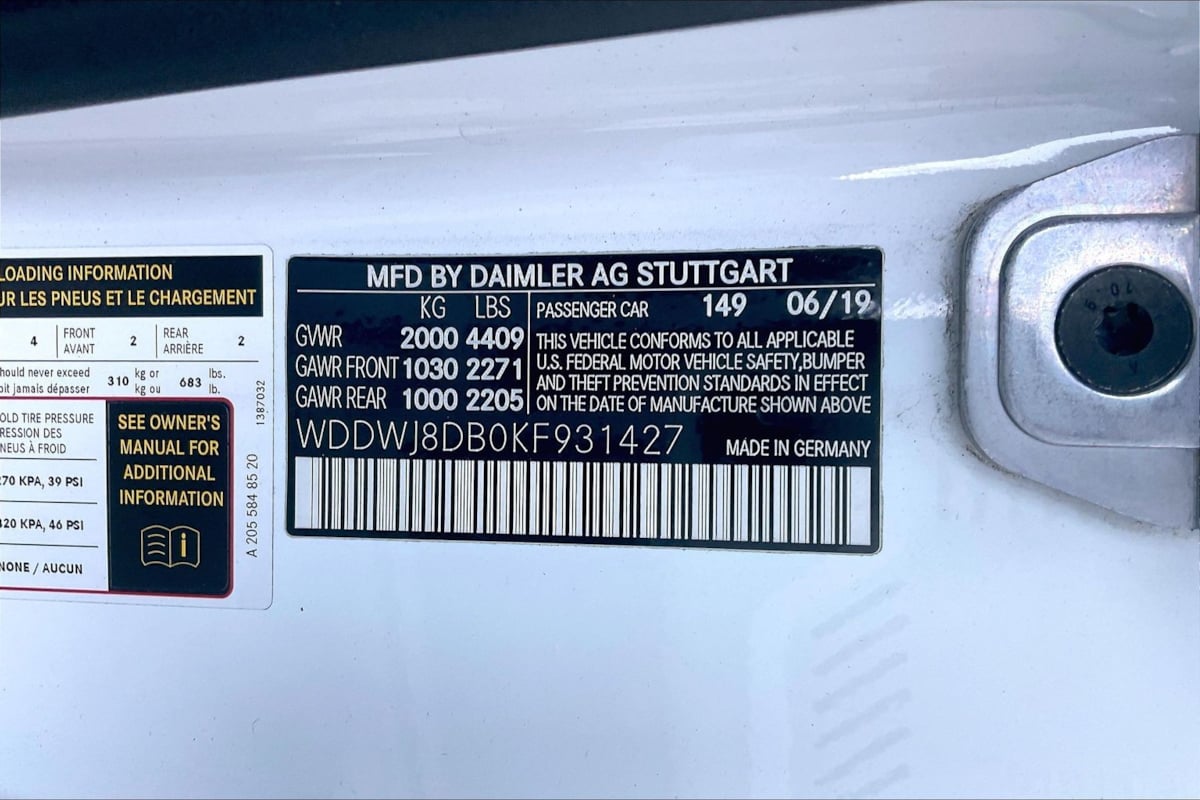 LOADING INFORMATION
UR LES PNEUS ET LE CHARGEMENT
4 FRONT AVANT 2 REAR ARRIÈRE 2
hould never exceed
oit jamais dépasser 310 kg or kg ou 683 lbs. lb.
OLD TIRE PRESSURE
RESSION DES
NEUS À FROID
270 KPA, 39 PSI
320 KPA, 46 PSI
NONE / AUCUN
SEE OWNER'S
MANUAL FOR
ADDITIONAL
INFORMATION
1387032
A 205 584 85 20
MFD BY DAIMLER AG STUTTGART
KG LBS
GVWR 2000 4409
GAWR FRONT 1030 2271
GAWR REAR 1000 2205
PASSENGER CAR 149 06/19
THIS VEHICLE CONFORMS TO ALL APPLICABLE
U.S. FEDERAL MOTOR VEHICLE SAFETY,BUMPER
AND THEFT PREVENTION STANDARDS IN EFFECT
ON THE DATE OF MANUFACTURE SHOWN ABOVE
WDDWJ8DB0KF931427 MADE IN GERMANY